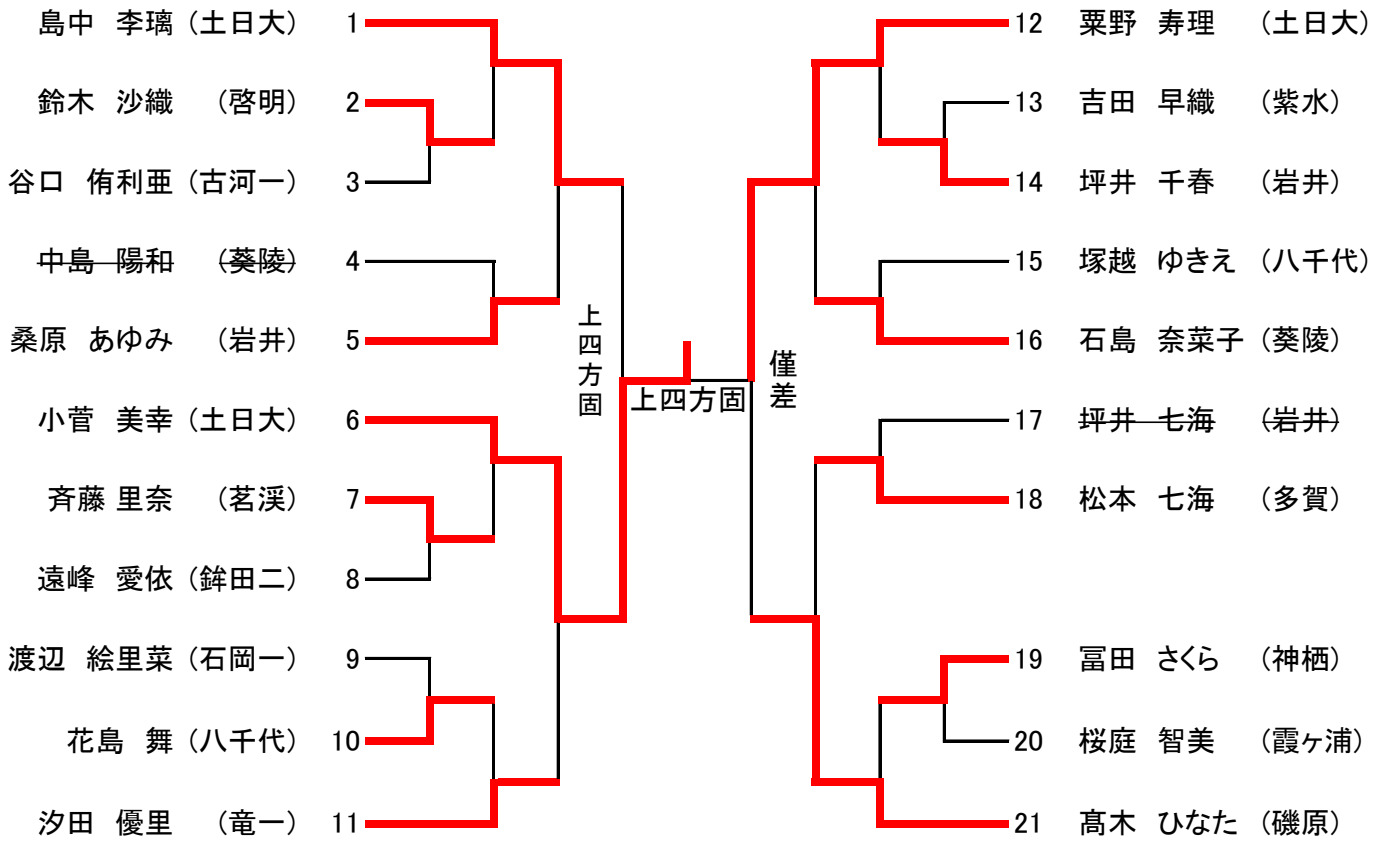 島中 李璃 (土日大) 1
鈴木 沙織 (啓明) 2
谷口 侑利亜 (古河一) 3
中島 陽和 (葵陵) 4
桑原 あゆみ (岩井) 5
小菅 美幸 (土日大) 6
斉藤 里奈 (茗渓) 7
遠峰 愛依 (鉾田二) 8
渡辺 絵里菜 (石岡一) 9
花島 舞 (八千代) 10
汐田 優里 (竜一) 11
上四方固
上四方固
僅差
12 粟野 寿理 (土日大)
13 吉田 早織 (紫水)
14 坪井 千春 (岩井)
15 塚越 ゆきえ (八千代)
16 石島 奈菜子 (葵陵)
17 坪井 七海 (岩井)
18 松本 七海 (多賀)
19 冨田 さくら (神栖)
20 桜庭 智美 (霞ヶ浦)
21 髙木 ひなた (磯原)